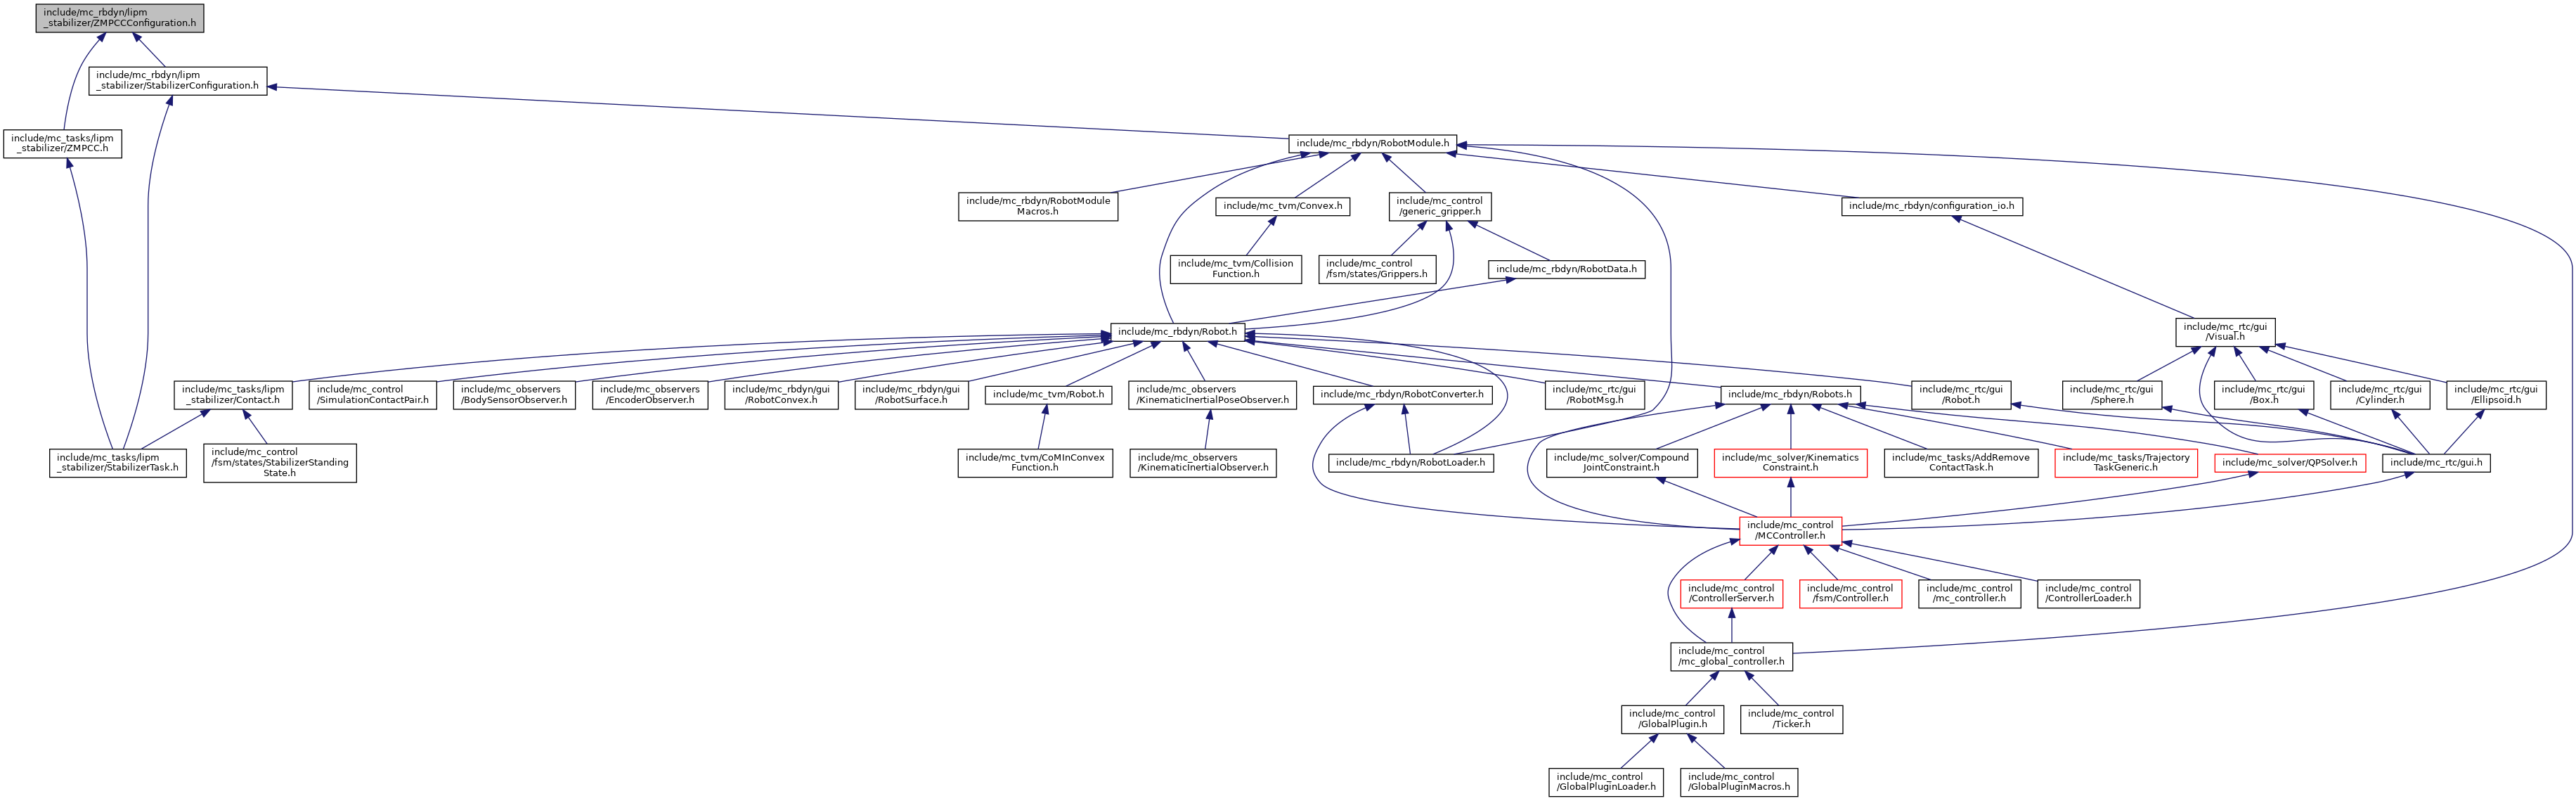 include/mc_rbdyn/lipm
_stabilizer/ZMPCCConfiguration.h
include/mc_rbdyn/lipm
_stabilizer/StabilizerConfiguration.h
include/mc_tasks/lipm
_stabilizer/ZMPCC.h
include/mc_rbdyn/RobotModule.h
include/mc_rbdyn/RobotModule
Macros.h
include/mc_tvm/Convex.h
include/mc_control
/generic_gripper.h
include/mc_rbdyn/configuration_io.h
include/mc_tvm/Collision
Function.h
include/mc_control
/fsm/states/Grippers.h
include/mc_rbdyn/RobotData.h
include/mc_rbdyn/Robot.h
include/mc_rtc/gui
/Visual.h
include/mc_tasks/lipm
_stabilizer/Contact.h
include/mc_control
/SimulationContactPair.h
include/mc_observers
/BodySensorObserver.h
include/mc_observers
/EncoderObserver.h
include/mc_rbdyn/gui
/RobotConvex.h
include/mc_rbdyn/gui
/RobotSurface.h
include/mc_tvm/Robot.h
include/mc_observers
/KinematicInertialPoseObserver.h
include/mc_rbdyn/RobotConverter.h
include/mc_rtc/gui
/RobotMsg.h
include/mc_rbdyn/Robots.h
include/mc_rtc/gui
/Robot.h
include/mc_rtc/gui
/Sphere.h
include/mc_rtc/gui
/Box.h
include/mc_rtc/gui
/Cylinder.h
include/mc_rtc/gui
/Ellipsoid.h
include/mc_tasks/lipm
_stabilizer/StabilizerTask.h
include/mc_control
/fsm/states/StabilizerStanding
State.h
include/mc_tvm/CoMInConvex
Function.h
include/mc_observers
/KinematicInertialObserver.h
include/mc_rbdyn/RobotLoader.h
include/mc_solver/Compound
JointConstraint.h
include/mc_solver/Kinematics
Constraint.h
include/mc_tasks/AddRemove
ContactTask.h
include/mc_tasks/Trajectory
TaskGeneric.h
include/mc_solver/QPSolver.h
include/mc_rtc/gui.h
include/mc_control
/MCController.h
include/mc_control
/ControllerServer.h
include/mc_control
/fsm/Controller.h
include/mc_control
/mc_controller.h
include/mc_control
/ControllerLoader.h
include/mc_control
/mc_global_controller.h
include/mc_control
/GlobalPlugin.h
include/mc_control
/Ticker.h
include/mc_control
/GlobalPluginLoader.h
include/mc_control
/GlobalPluginMacros.h